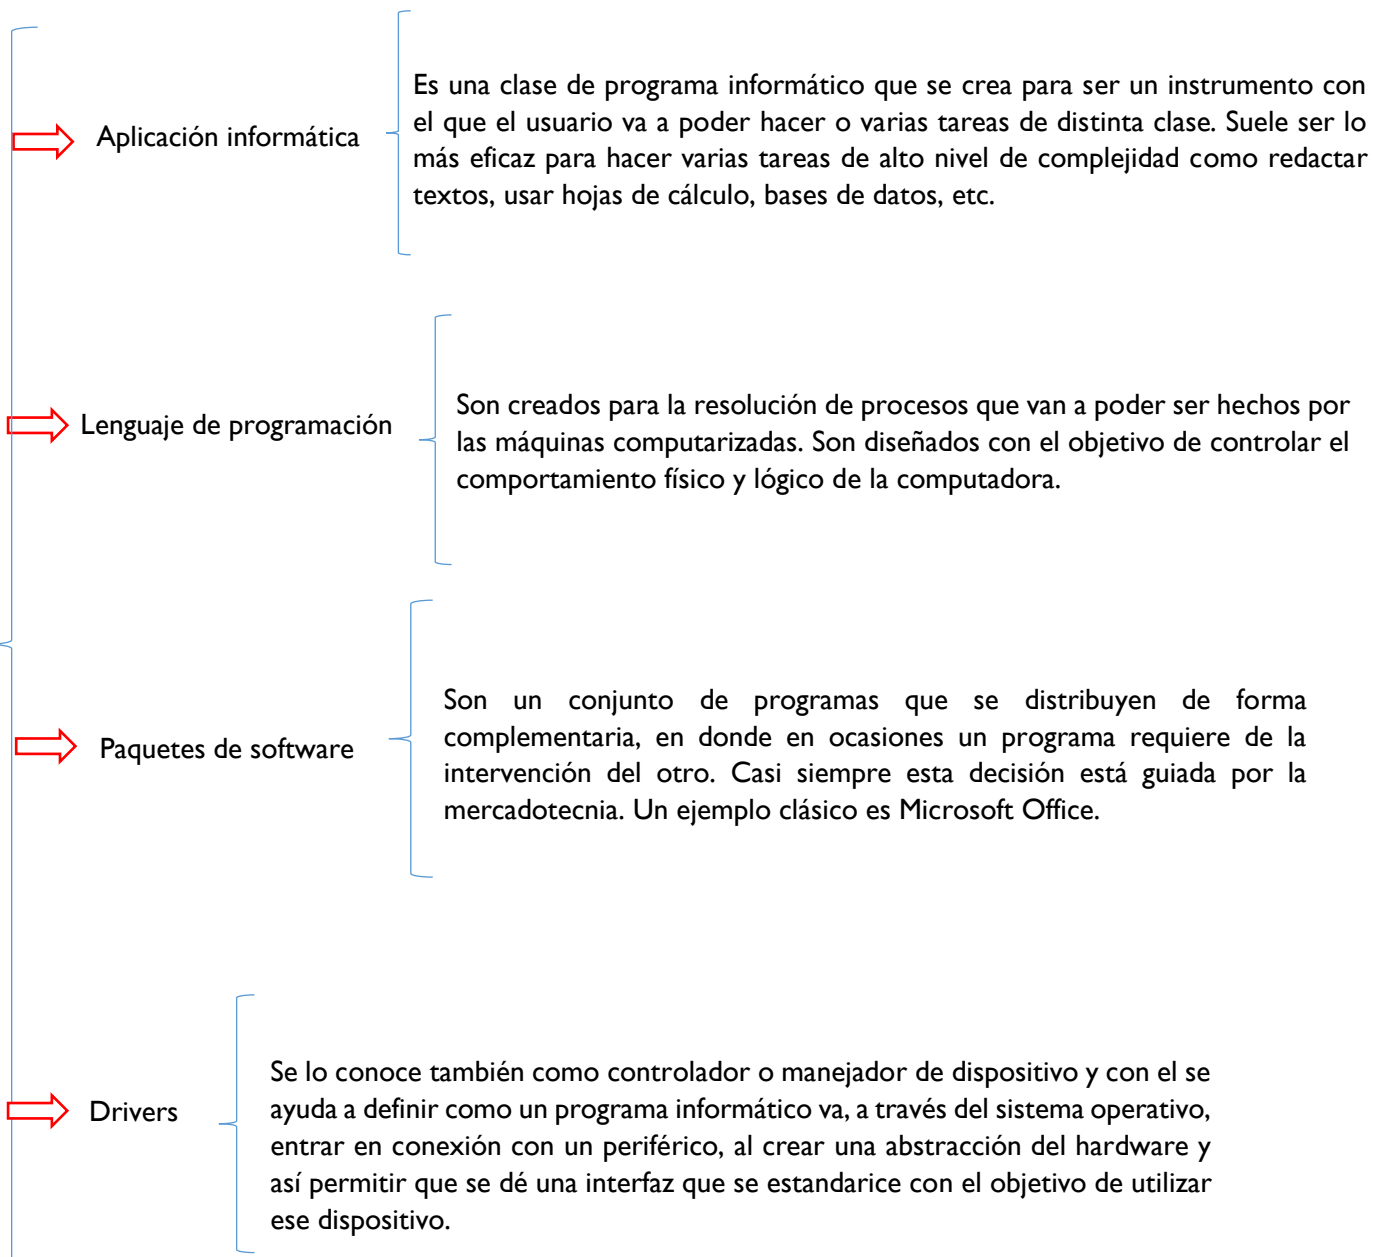 Aplicación informática
Es una clase de programa informático que se crea para ser un instrumento con
el que el usuario va a poder hacer o varias tareas de distinta clase. Suele ser lo
más eficaz para hacer varias tareas de alto nivel de complejidad como redactar
textos, usar hojas de cálculo, bases de datos, etc.
Lenguaje de programación
Son creados para la resolución de procesos que van a poder ser hechos por
las máquinas computarizadas. Son diseñados con el objetivo de controlar el
comportamiento físico y lógico de la computadora.
Paquetes de software
Son un conjunto de programas que se distribuyen de forma
complementaria, en donde en ocasiones un programa requiere de la
intervención del otro. Casi siempre esta decisión está guiada por la
mercadotecnia. Un ejemplo clásico es Microsoft Office.
Drivers
Se lo conoce también como controlador o manejador de dispositivo y con el se
ayuda a definir como un programa informático va, a través del sistema operativo,
entrar en conexión con un periférico, al crear una abstracción del hardware y
así permitir que se dé una interfaz que se estandarice con el objetivo de utilizar
ese dispositivo.